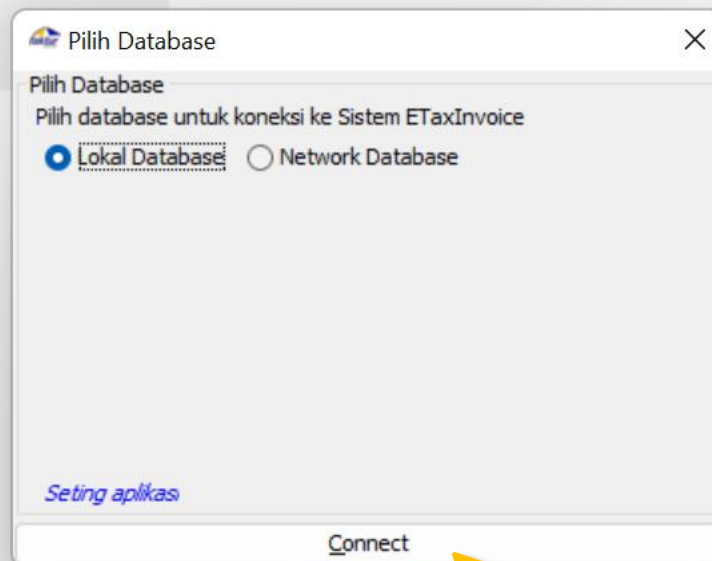 Pilih Database
Pilih Database
Pilih database untuk koneksi ke Sistem ETaxInvoice
Lokal Database Network Database
Seting aplikasi
Connect